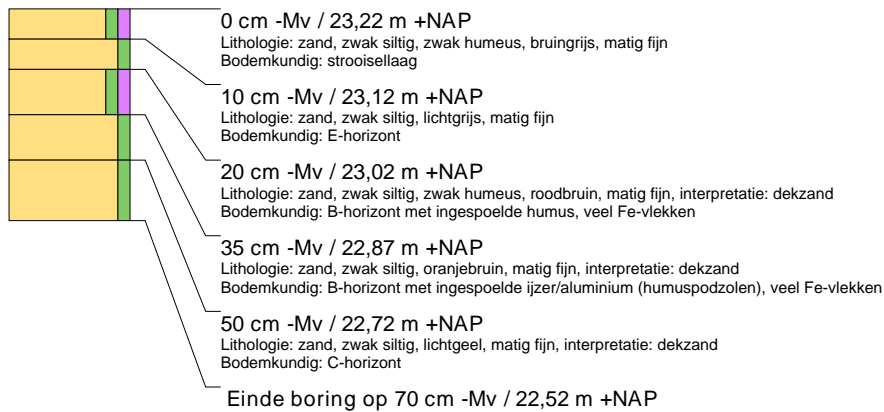 0 cm -Mv / 23,22 m +NAP
Lithologie: zand, zwak siltig, zwak humeus, bruingrijs, matig fijn
Bodemkundig: strooisellaag
10 cm -Mv / 23,12 m +NAP
Lithologie: zand, zwak siltig, lichtgrijs, matig fijn
Bodemkundig: E-horizont
20 cm -Mv / 23,02 m +NAP
Lithologie: zand, zwak siltig, zwak humeus, roodbruin, matig fijn, interpretatie: dekzand
Bodemkundig: B-horizont met ingespoelde humus, veel Fe-vlekken
35 cm -Mv / 22,87 m +NAP
Lithologie: zand, zwak siltig, oranjebruin, matig fijn, interpretatie: dekzand
Bodemkundig: B-horizont met ingespoelde ijzer/aluminium (humuspodzolen), veel Fe-vlekken
50 cm -Mv / 22,72 m +NAP
Lithologie: zand, zwak siltig, lichtgeel, matig fijn, interpretatie: dekzand
Bodemkundig: C-horizont
Einde boring op 70 cm -Mv / 22,52 m +NAP